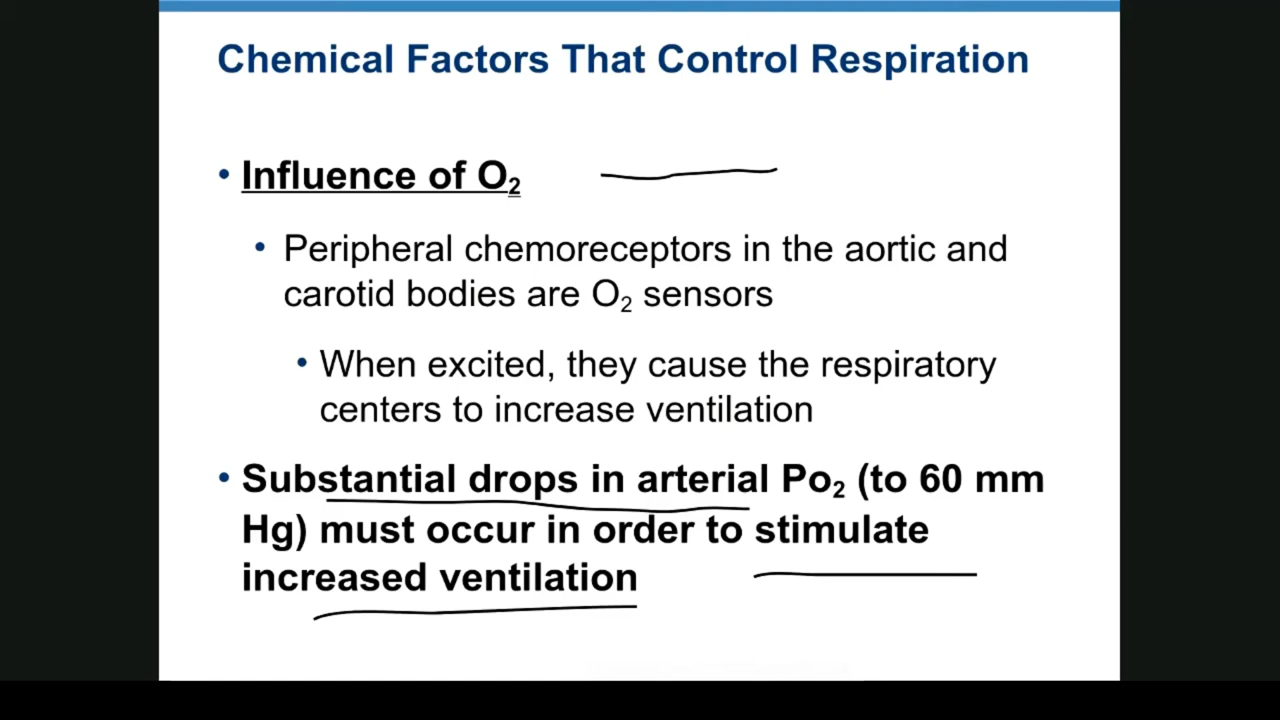 Chemical Factors That Control Respiration
• Influence of O₂
• Peripheral chemoreceptors in the aortic and
carotid bodies are O₂ sensors
• When excited, they cause the respiratory
centers to increase ventilation
• Substantial drops in arterial Po₂ (to 60 mm
Hg) must occur in order to stimulate
increased ventilation